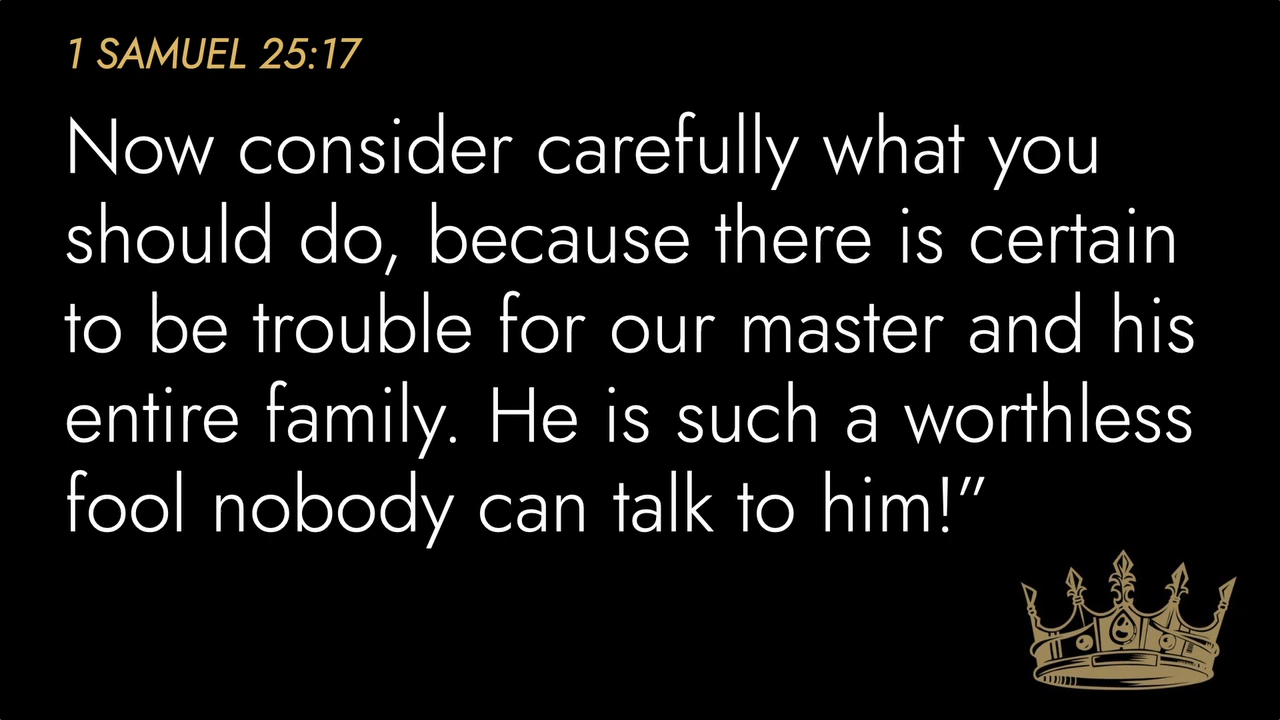 1 SAMUEL 25:17
Now consider carefully what you
should do, because there is certain
to be trouble for our master and his
entire family. He is such a worthless
fool nobody can talk to him!”